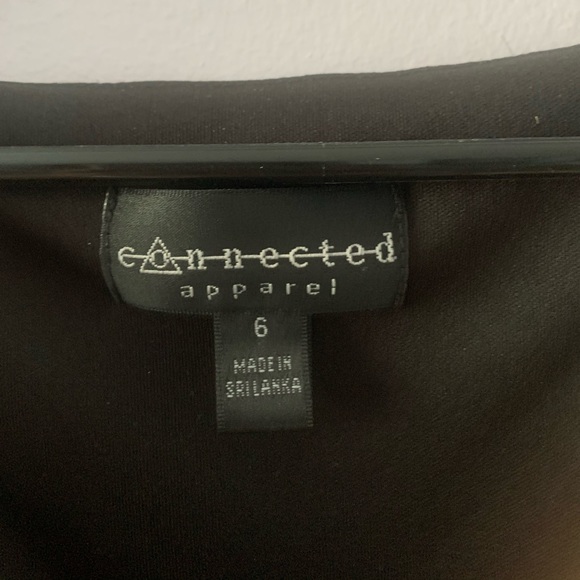 connected
apparel
6
MADE IN
SRI LANKA